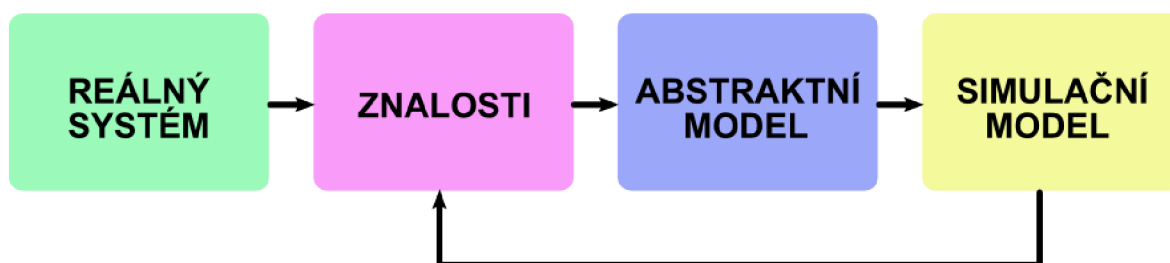 REÁLNÝ
SYSTÉM
ZNALOSTI
ABSTRAKTNÍ
MODEL
SIMULAČNÍ
MODEL